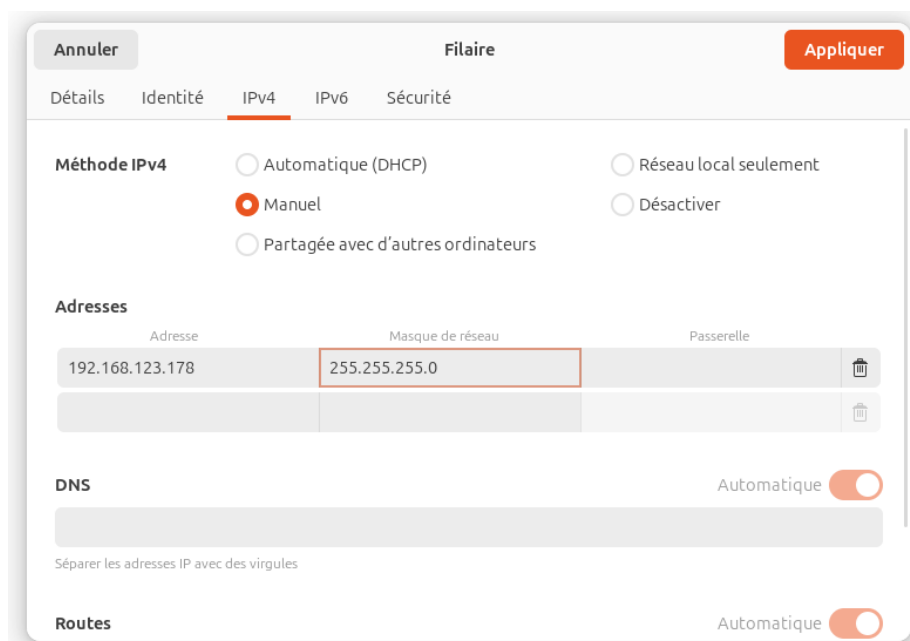 Annuler Filaire Appliquer
Détails Identité IPv4 IPv6 Sécurité
Méthode IPv4 Automatique (DHCP) Réseau local seulement
Manuel Désactiver
Partagée avec d’autres ordinateurs
Adresses
Adresse Masque de réseau Passerelle
192.168.123.178 255.255.255.0
DNS Automatique
Séparer les adresses IP avec des virgules
Routes Automatique